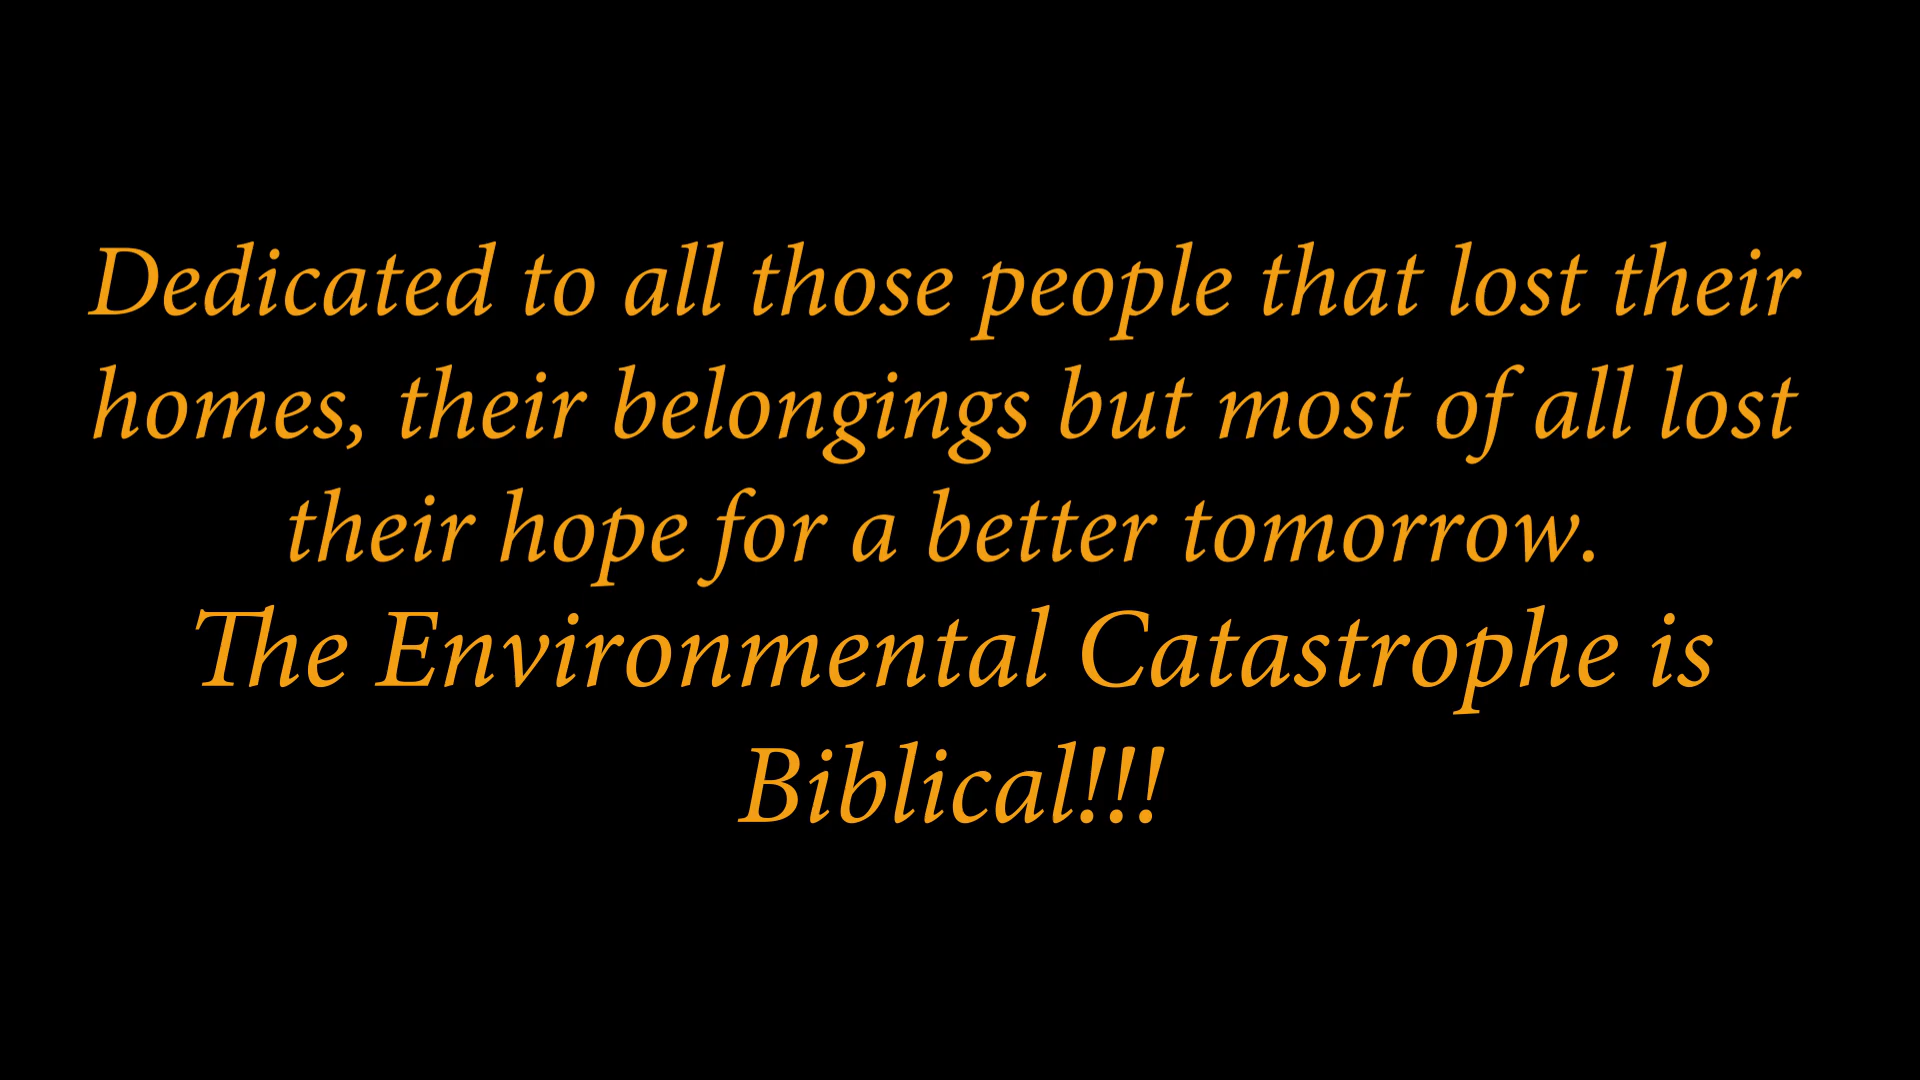 Dedicated to all those people that lost their
homes, their belongings but most of all lost
their hope for a better tomorrow.
The Environmental Catastrophe is
Biblical!!!